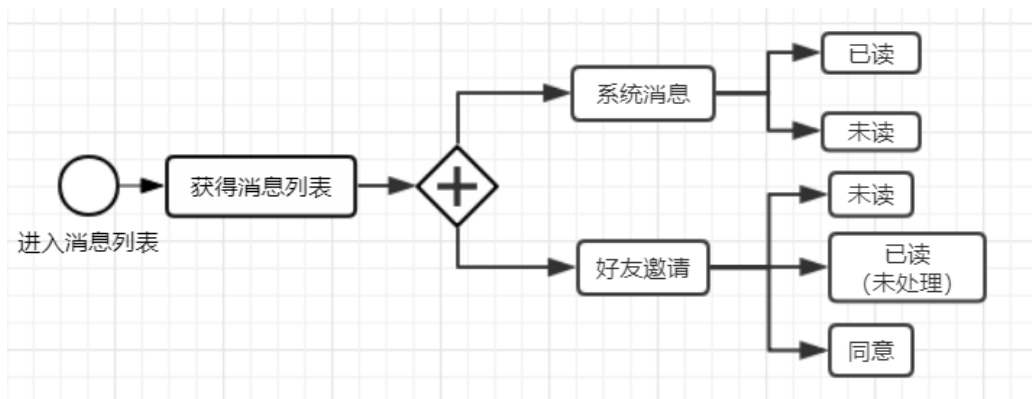 进入消息列表
获得消息列表
系统消息
已读
未读
好友邀请
未读
已读
（未处理）
同意